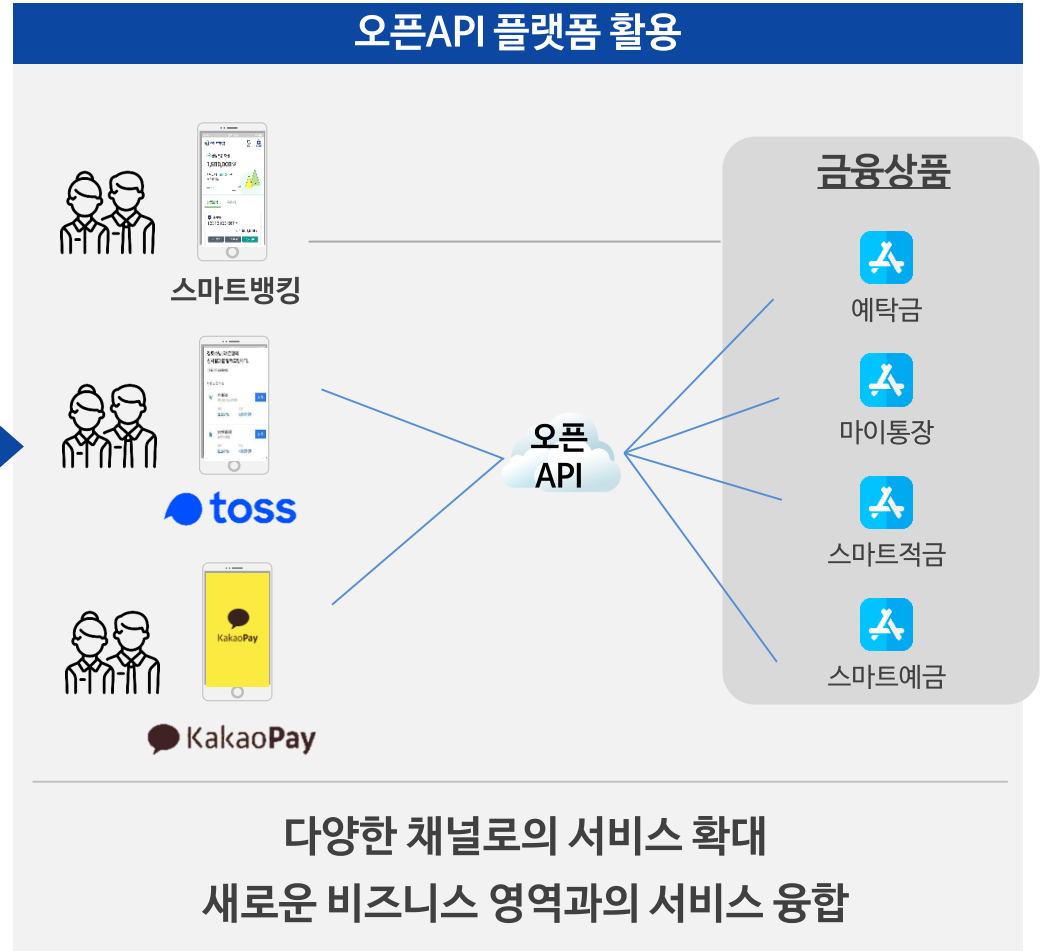 오픈API 플랫폼 활용
금융상품
스마트뱅킹
예탁금
마이통장
오픈
API
toss
스마트적금
KakaoPay
스마트예금
KakaoPay
다양한 채널로의 서비스 확대
새로운 비즈니스 영역과의 서비스 융합